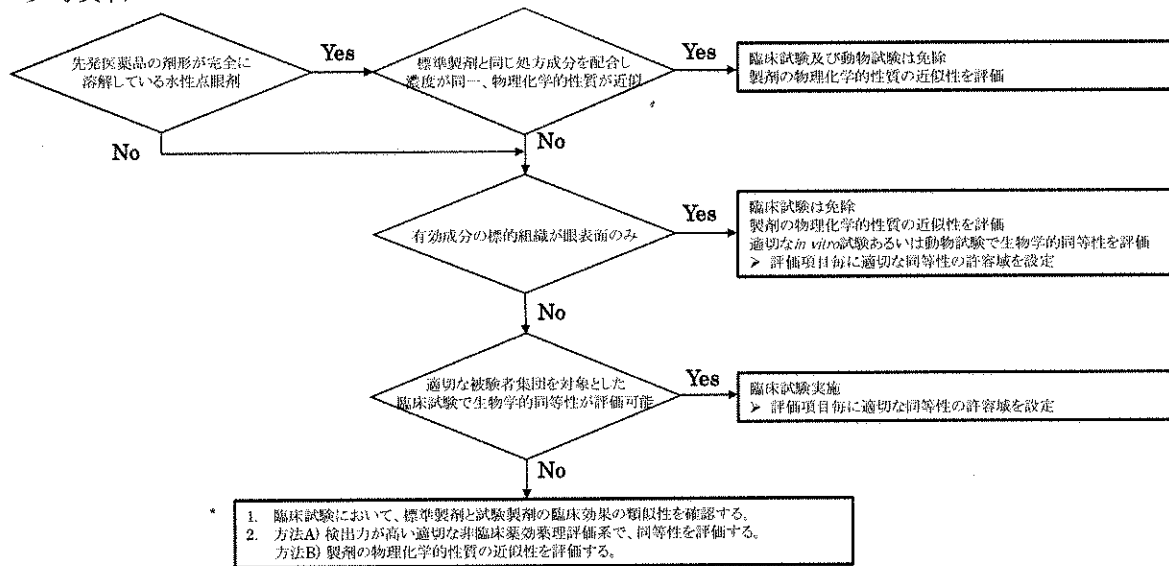 先発医薬品の剤形が完全に
溶解している水性点眼剤
Yes
標準製剤と同じ処方成分を配合し
濃度が同一、物理化学的性質が近似
Yes
臨床試験及び動物試験は免除
製剤の物理化学的性質の近似性を評価
No
No
有効成分の標的組織が眼表面のみ
Yes
臨床試験は免除
製剤の物理化学的性質の近似性を評価
適切なin vitro試験あるいは動物試験で生物学的同等性を評価
➢ 評価項目毎に適切な同等性の許容域を設定
No
適切な被験者集団を対象とした
臨床試験で生物学的同等性が評価可能
Yes
臨床試験実施
➢ 評価項目毎に適切な同等性の許容域を設定
No
1. 臨床試験において、標準製剤と試験製剤の臨床効果の類似性を確認する。
2. 方法A) 検出力が高い適切な非臨床薬効薬理評価系で、同等性を評価する。
方法B) 製剤の物理化学的性質の近似性を評価する。